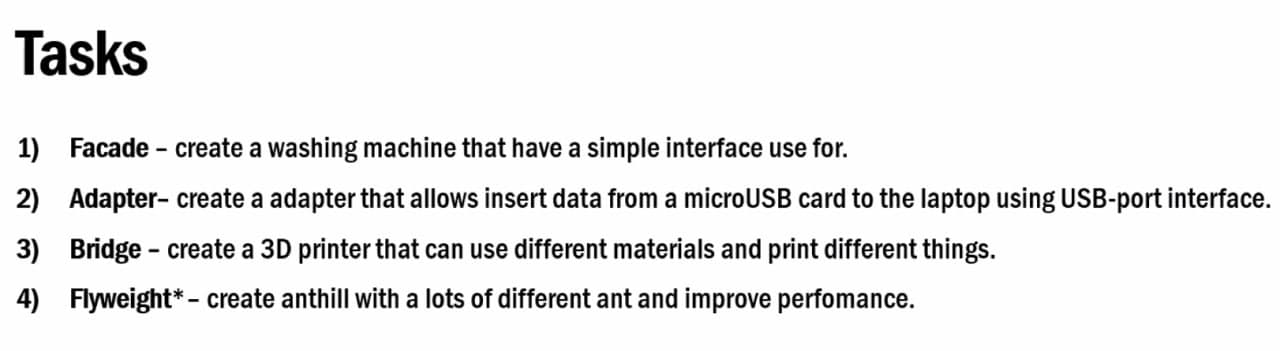 Tasks
1) Facade – create a washing machine that have a simple interface use for.
2) Adapter– create a adapter that allows insert data from a microUSB card to the laptop using USB-port interface.
3) Bridge – create a 3D printer that can use different materials and print different things.
4) Flyweight* – create anthill with a lots of different ant and improve perfomance.